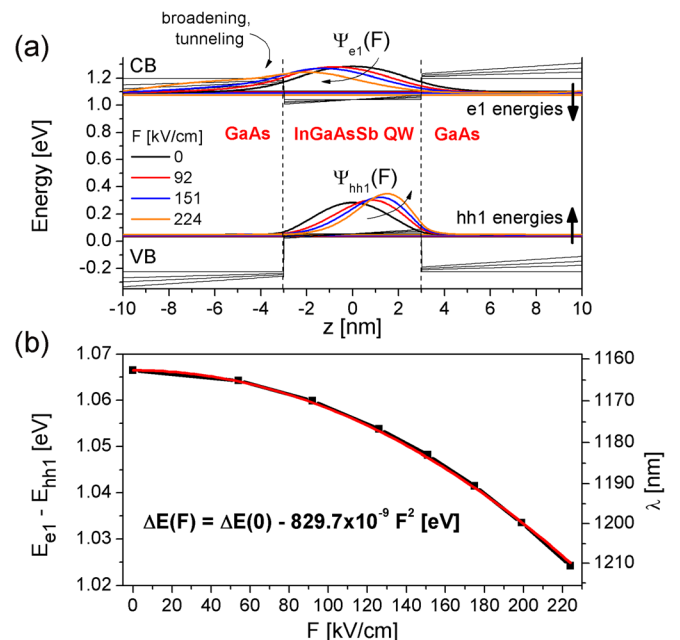 (a)
broadening,
tunneling
Ψe1(F)
CB
e1 energies
GaAs InGaAsSb QW GaAs
F [kV/cm]
0
92
151
224
Ψhh1(F)
hh1 energies
VB
Energy [eV]
1.2
1.0
0.8
0.6
0.4
0.2
0.0
-0.2
-10 -8 -6 -4 -2 0 2 4 6 8 10
z [nm]
(b)
Ee1 - Ehh1
[eV]
1.07
1.06
1.05
1.04
1.03
1.02
ΔE(F) = ΔE(0) - 829.7x10-9 F2 [eV]
1160
1170
1180
1190
1200
1210
λ [nm]
0 20 40 60 80 100 120 140 160 180 200 220
F [kV/cm]